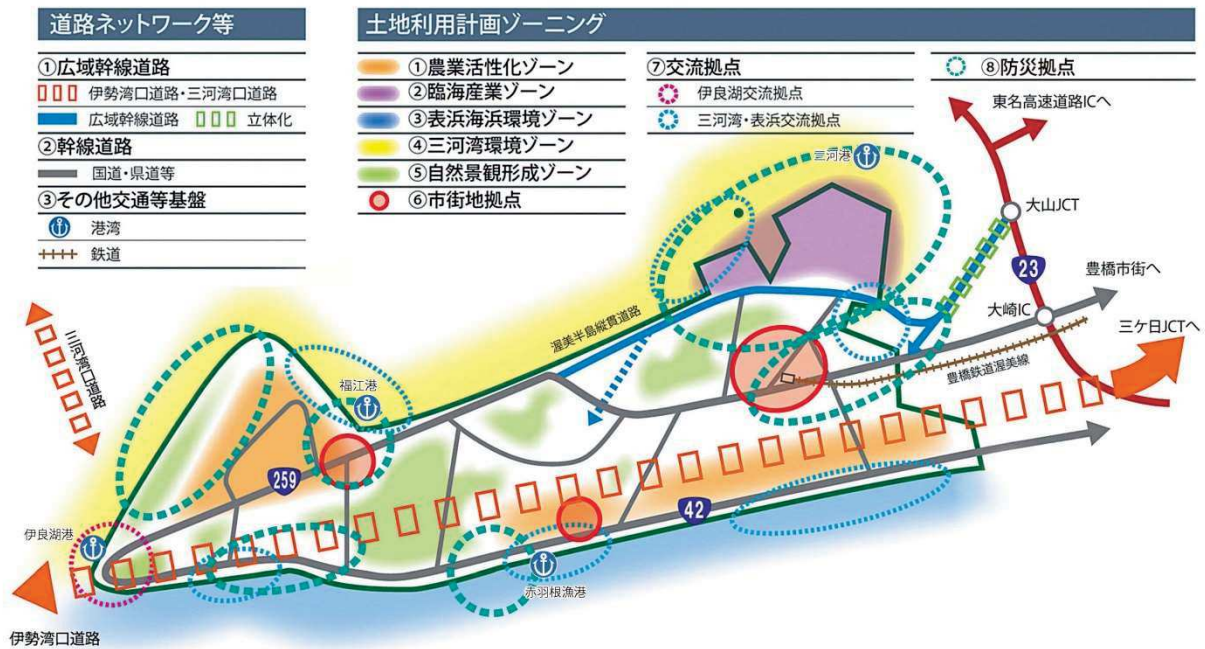 道路ネットワーク等
①広域幹線道路
伊勢湾口道路・三河湾口道路
広域幹線道路
立体化
②幹線道路
国道・県道等
③その他交通等基盤
港湾
鉄道
土地利用計画ゾーニング
①農業活性化ゾーン
②臨海産業ゾーン
③表浜海浜環境ゾーン
④三河湾環境ゾーン
⑤自然景観形成ゾーン
⑥市街地拠点
⑦交流拠点
伊良湖交流拠点
三河湾・表浜交流拠点
⑧防災拠点
東名高速道路ICへ
三河港
大山JCT
23
豊橋市街へ
大崎IC
三ケ日JCTへ
渥美半島縦貫道路
豊橋鉄道渥美線
三河湾口道路
福江港
259
42
伊良湖港
赤羽根漁港
伊勢湾口道路